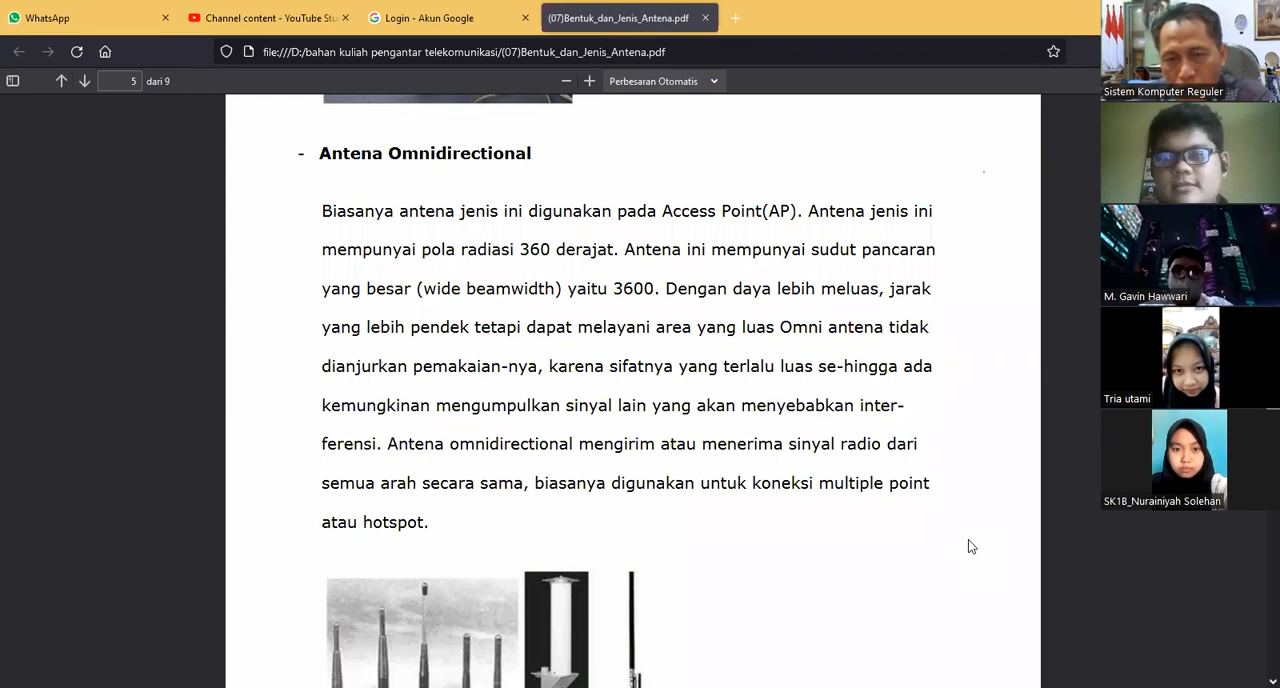 WhatsApp
Channel content - YouTube Stu
Login - Akun Google
(07)Bentuk_dan_Jenis_Antena.pdf
file:///D:/bahan kuliah pengantar telekomunikasi/(07)Bentuk_dan_Jenis_Antena.pdf
5 dari 9
Perbesaran Otomatis
- Antena Omnidirectional
Biasanya antena jenis ini digunakan pada Access Point(AP). Antena jenis ini
mempunyai pola radiasi 360 derajat. Antena ini mempunyai sudut pancaran
yang besar (wide beamwidth) yaitu 3600. Dengan daya lebih meluas, jarak
yang lebih pendek tetapi dapat melayani area yang luas Omni antena tidak
dianjurkan pemakaian-nya, karena sifatnya yang terlalu luas se-hingga ada
kemungkinan mengumpulkan sinyal lain yang akan menyebabkan inter-
ferensi. Antena omnidirectional mengirim atau menerima sinyal radio dari
semua arah secara sama, biasanya digunakan untuk koneksi multiple point
atau hotspot.
Sistem Komputer Reguler
M. Gavin Hawwari
Tria utami
SK1B_Nurainiyah Solehan